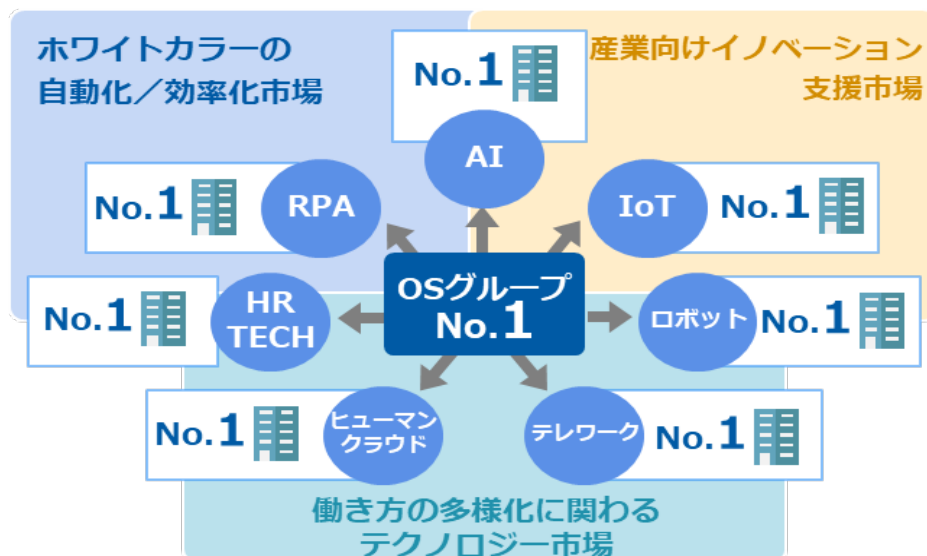 ホワイトカラーの
自動化／効率化市場
産業向けイノベーション
支援市場
No.1
AI
No.1
RPA
IoT
No.1
OSグループ
No.1
No.1
HR
TECH
ロボット
No.1
No.1
ヒューマン
クラウド
テレワーク
No.1
働き方の多様化に関わる
テクノロジー市場